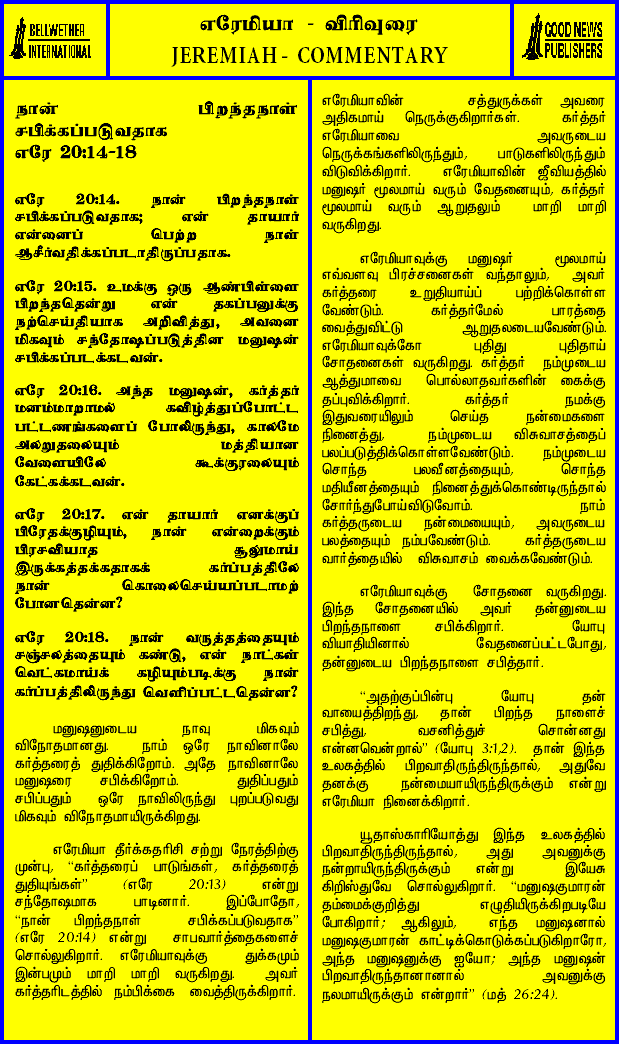 BELLWETHER
INTERNATIONAL
எரேமியா - விரிவுரை
JEREMIAH - COMMENTARY
GOOD NEWS
PUBLISHERS
நான் பிறந்தநாள்
சபிக்கப்படுவதாக
எரே 20:14-18
எரே 20:14. நான் பிறந்தநாள்
சபிக்கப்படுவதாக; என் தாயார்
என்னைப் பெற்ற நாள்
ஆசீர்வதிக்கப்படாதிருப்பதாக.
எரே 20:15. உமக்கு ஒரு ஆண்பிள்ளை
பிறந்ததென்று என் தகப்பனுக்கு
நற்செய்தியாக அறிவித்து, அவனை
மிகவும் சந்தோஷப்படுத்தின மனுஷன்
சபிக்கப்படக்கடவன்.
எரே 20:16. அந்த மனுஷன், கர்த்தர்
மனம்மாறாமல் கவிழ்த்துப்போட்ட
பட்டணங்களைப் போலிருந்து, காலமே
அலறுதலையும் மத்தியான
வேளையிலே கூக்குரலையும்
கேட்கக்கடவன்.
எரே 20:17. என் தாயார் எனக்குப்
பிரேதக்குழியும், நான் என்றைக்கும்
பிரசவியாத சூலுமாய்
இருக்கத்தக்கதாகக் கர்ப்பத்திலே
நான் கொலைசெய்யப்படாமற்
போனதென்ன?
எரே 20:18. நான் வருத்தத்தையும்
சஞ்சலத்தையும் கண்டு, என் நாட்கள்
வெட்கமாய்க் கழியும்படிக்கு நான்
கர்ப்பத்திலிருந்து வெளிப்பட்டதென்ன?
மனுஷனுடைய நாவு மிகவும்
விநோதமானது. நாம் ஒரே நாவினாலே
கர்த்தரைத் துதிக்கிறோம். அதே நாவினாலே
மனுஷரை சபிக்கிறோம். துதிப்பதும்
சபிப்பதும் ஒரே நாவிலிருந்து புறப்படுவது
மிகவும் விநோதமாயிருக்கிறது.
எரேமியா தீர்க்கதரிசி சற்று நேரத்திற்கு
முன்பு, “கர்த்தரைப் பாடுங்கள், கர்த்தரைத்
துதியுங்கள்” (எரே 20:13) என்று
சந்தோஷமாக பாடினார். இப்போதோ,
“நான் பிறந்தநாள் சபிக்கப்படுவதாக”
(எரே 20:14) என்று சாபவார்த்தைகளைச்
சொல்லுகிறார். எரேமியாவுக்கு துக்கமும்
இன்பமும் மாறி மாறி வருகிறது. அவர்
கர்த்தரிடத்தில் நம்பிக்கை வைத்திருக்கிறார்.
எரேமியாவின் சத்துருக்கள் அவரை
அதிகமாய் நெருக்குகிறார்கள். கர்த்தர்
எரேமியாவை அவருடைய
நெருக்கங்களிலிருந்தும், பாடுகளிலிருந்தும்
விடுவிக்கிறார். எரேமியாவின் ஜீவியத்தில்
மனுஷர் மூலமாய் வரும் வேதனையும், கர்த்தர்
மூலமாய் வரும் ஆறுதலும் மாறி மாறி
வருகிறது.
எரேமியாவுக்கு மனுஷர் மூலமாய்
எவ்வளவு பிரச்சனைகள் வந்தாலும், அவர்
கர்த்தரை உறுதியாய்ப் பற்றிக்கொள்ள
வேண்டும். கர்த்தர்மேல் பாரத்தை
வைத்துவிட்டு ஆறுதலடையவேண்டும்.
எரேமியாவுக்கோ புதிது புதிதாய்
சோதனைகள் வருகிறது. கர்த்தர் நம்முடைய
ஆத்துமாவை பொல்லாதவர்களின் கைக்கு
தப்புவிக்கிறார். கர்த்தர் நமக்கு
இதுவரையிலும் செய்த நன்மைகளை
நினைத்து, நம்முடைய விசுவாசத்தைப்
பலப்படுத்திக்கொள்ளவேண்டும். நம்முடைய
சொந்த பலவீனத்தையும், சொந்த
மதியீனத்தையும் நினைத்துக்கொண்டிருந்தால்
சோர்ந்துபோய்விடுவோம். நாம்
கர்த்தருடைய நன்மையையும், அவருடைய
பலத்தையும் நம்பவேண்டும். கர்த்தருடைய
வார்த்தையில் விசுவாசம் வைக்கவேண்டும்.
எரேமியாவுக்கு சோதனை வருகிறது.
இந்த சோதனையில் அவர் தன்னுடைய
பிறந்தநாளை சபிக்கிறார். யோபு
வியாதியினால் வேதனைப்பட்டபோது,
தன்னுடைய பிறந்தநாளை சபித்தார்.
“அதற்குப்பின்பு யோபு தன்
வாயைத்திறந்து, தான் பிறந்த நாளைச்
சபித்து, வசனித்துச் சொன்னது
என்னவென்றால்” (யோபு 3:1,2). தான் இந்த
உலகத்தில் பிறவாதிருந்திருந்தால், அதுவே
தனக்கு நன்மையாயிருந்திருக்கும் என்று
எரேமியா நினைக்கிறார்.
யூதாஸ்காரியோத்து இந்த உலகத்தில்
பிறவாதிருந்திருந்தால், அது அவனுக்கு
நன்றாயிருந்திருக்கும் என்று இயேசு
கிறிஸ்துவே சொல்லுகிறார். “மனுஷகுமாரன்
தம்மைக்குறித்து எழுதியிருக்கிறபடியே
போகிறார்; ஆகிலும், எந்த மனுஷனால்
மனுஷகுமாரன் காட்டிக்கொடுக்கப்படுகிறாரோ,
அந்த மனுஷனுக்கு ஐயோ; அந்த மனுஷன்
பிறவாதிருந்தானானால் அவனுக்கு
நலமாயிருக்கும் என்றார்” (மத் 26:24).